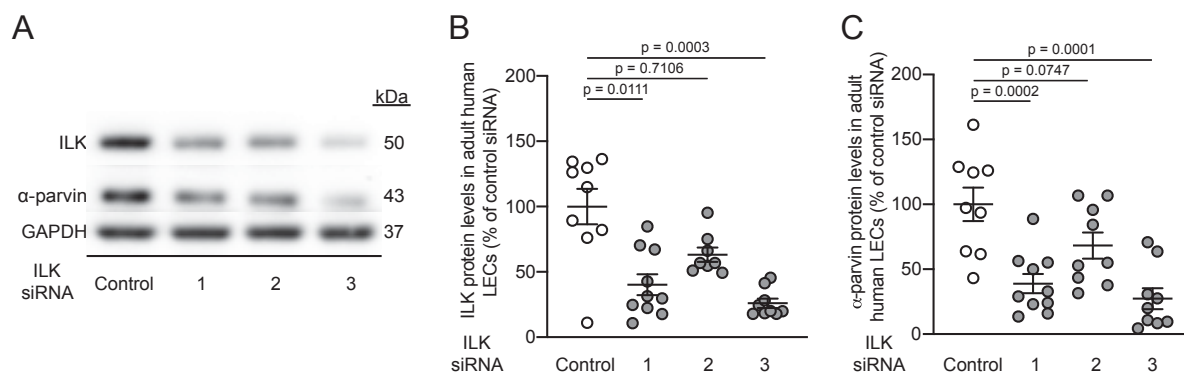 A
kDa
ILK
50
α-parvin
43
GAPDH
37
ILK
siRNA
Control
1
2
3
B
p = 0.0003
p = 0.7106
p = 0.0111
ILK protein levels in adult human
LECs (% of control siRNA)
200
150
100
50
0
ILK
siRNA
Control
1
2
3
C
p = 0.0001
p = 0.0747
p = 0.0002
α-parvin protein levels in adult
human LECs (% of control siRNA)
200
150
100
50
0
ILK
siRNA
Control
1
2
3